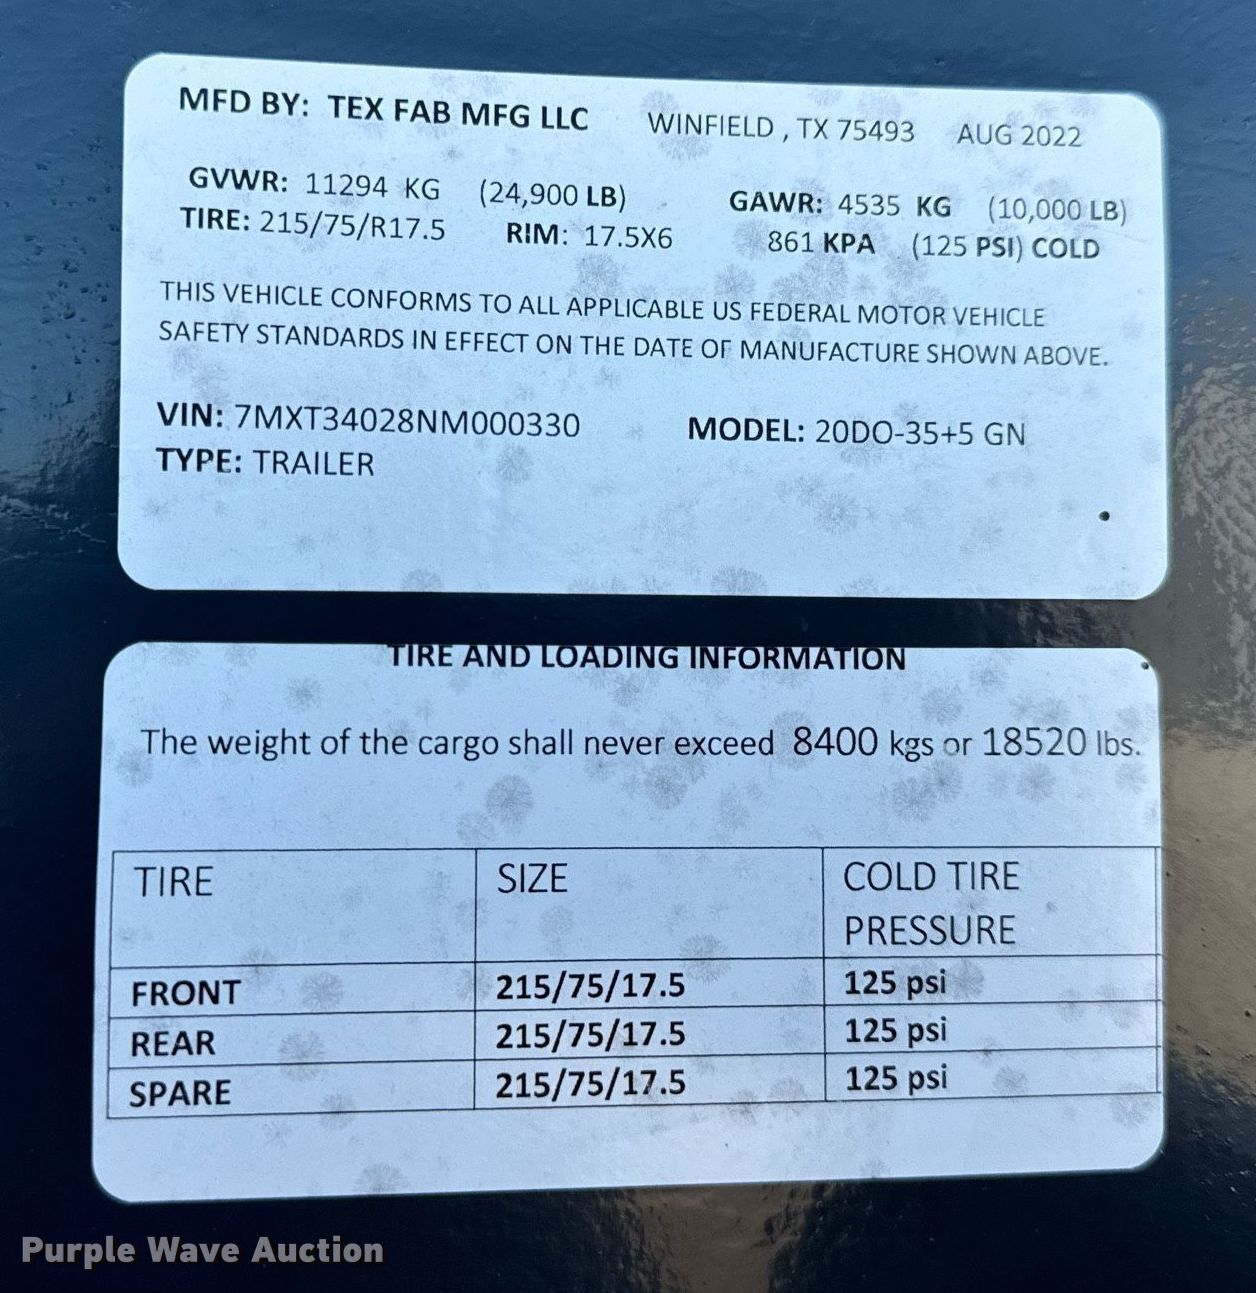 MFD BY: TEX FAB MFG LLC WINFIELD , TX 75493 AUG 2022
GVWR: 11294 KG (24,900 LB) GAWR: 4535 KG (10,000 LB)
TIRE: 215/75/R17.5 RIM: 17.5X6 861 KPA (125 PSI) COLD
THIS VEHICLE CONFORMS TO ALL APPLICABLE US FEDERAL MOTOR VEHICLE
SAFETY STANDARDS IN EFFECT ON THE DATE OF MANUFACTURE SHOWN ABOVE.
VIN: 7MXT34028NM000330 MODEL: 20DO-35+5 GN
TYPE: TRAILER
TIRE AND LOADING INFORMATION
The weight of the cargo shall never exceed 8400 kgs or 18520 lbs.
TIRE SIZE COLD TIRE
PRESSURE
FRONT 215/75/17.5 125 psi
REAR 215/75/17.5 125 psi
SPARE 215/75/17.5 125 psi
Purple Wave Auction